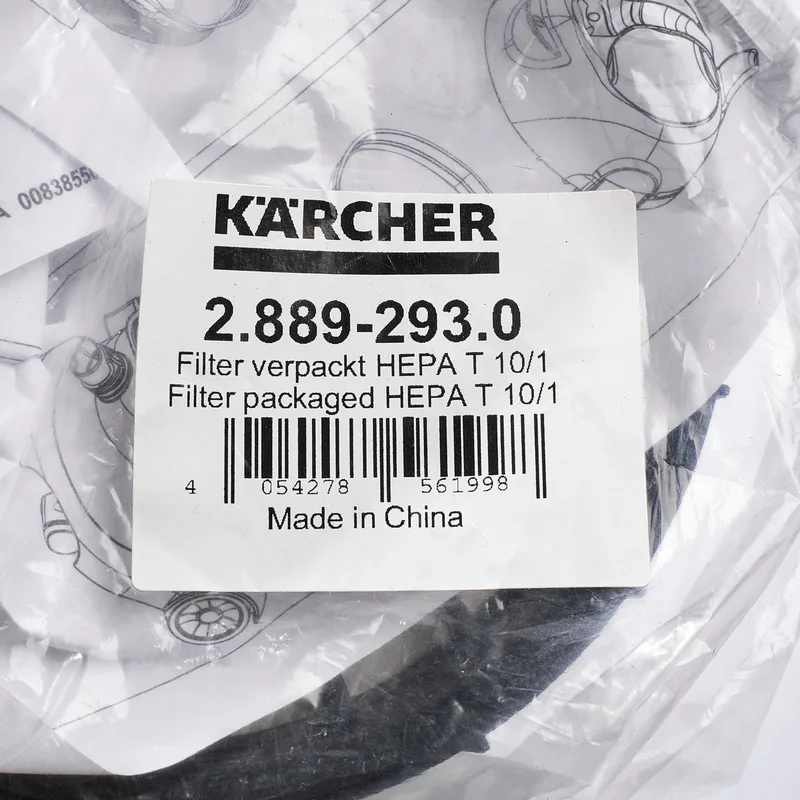 A 0083855
KÄRCHER
2.889-293.0
Filter verpackt HEPA T 10/1
Filter packaged HEPA T 10/1
4 054278 561998
Made in China